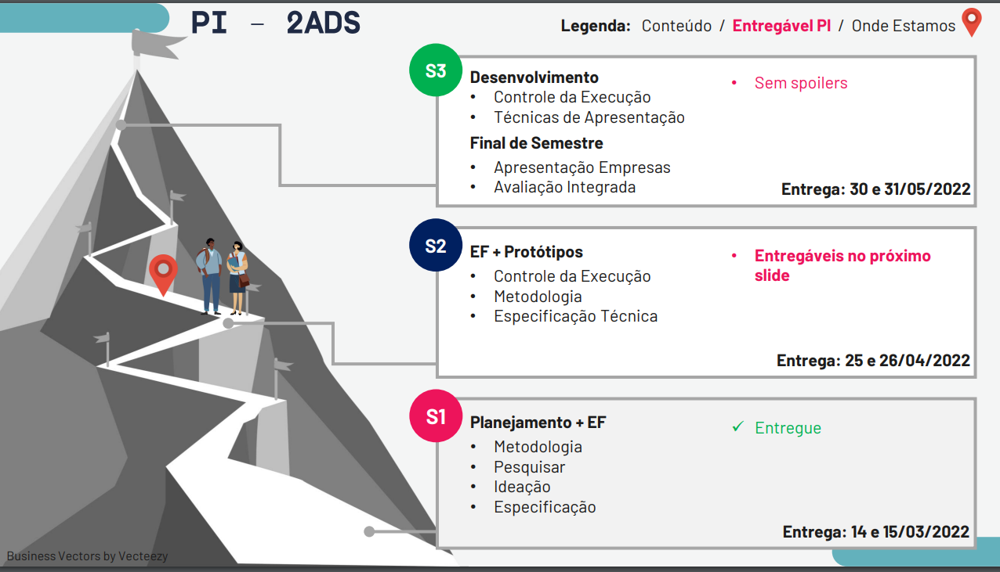 PI – 2ADS
Legenda: Conteúdo / Entregável PI / Onde Estamos
S3
Desenvolvimento
• Controle da Execução
• Técnicas de Apresentação
Final de Semestre
• Apresentação Empresas
• Avaliação Integrada
• Sem spoilers
Entrega: 30 e 31/05/2022
S2
EF + Protótipos
• Controle da Execução
• Metodologia
• Especificação Técnica
• Entregáveis no próximo
slide
Entrega: 25 e 26/04/2022
S1
Planejamento + EF
• Metodologia
• Pesquisar
• Ideação
• Especificação
✓ Entregue
Entrega: 14 e 15/03/2022
Business Vectors by Vecteezy